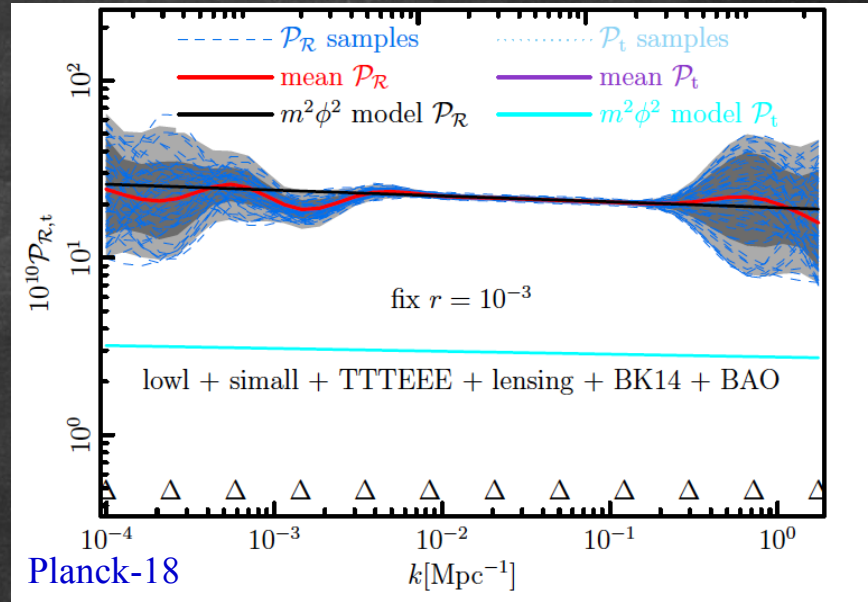 𝒫_ℛ samples 𝒫_t samples
mean 𝒫_ℛ mean 𝒫_t
m²ϕ² model 𝒫_ℛ m²ϕ² model 𝒫_t
10²
10¹
10⁰
10¹⁰𝒫_ℛ,t
fix r = 10⁻³
lowl + simall + TTTEEE + lensing + BK14 + BAO
Δ Δ Δ Δ Δ Δ Δ Δ Δ Δ Δ Δ
10⁻⁴ 10⁻³ 10⁻² 10⁻¹ 10⁰
k[Mpc⁻¹]
Planck-18